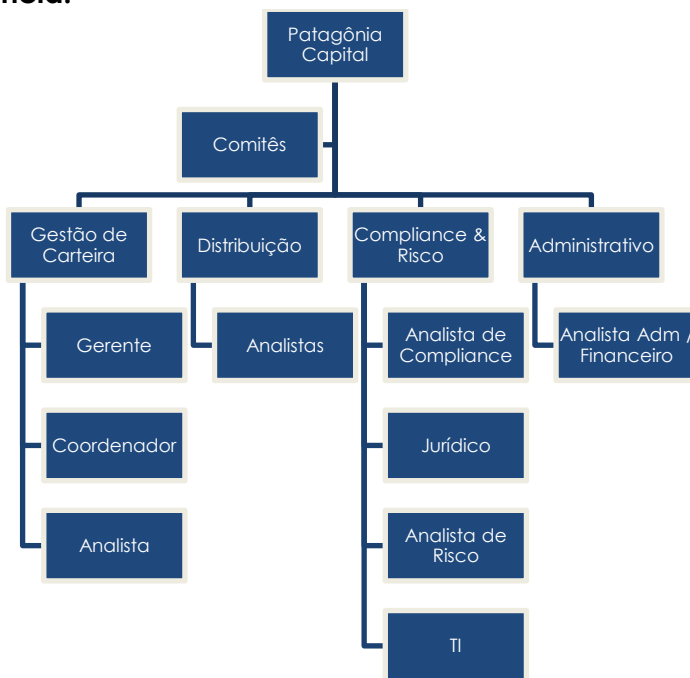 Patagônia
Capital
Comitês
Gestão de
Carteira
Distribuição
Compliance &
Risco
Administrativo
Gerente
Analistas
Analista de
Compliance
Analista Adm /
Financeiro
Coordenador
Jurídico
Analista
Analista de
Risco
TI